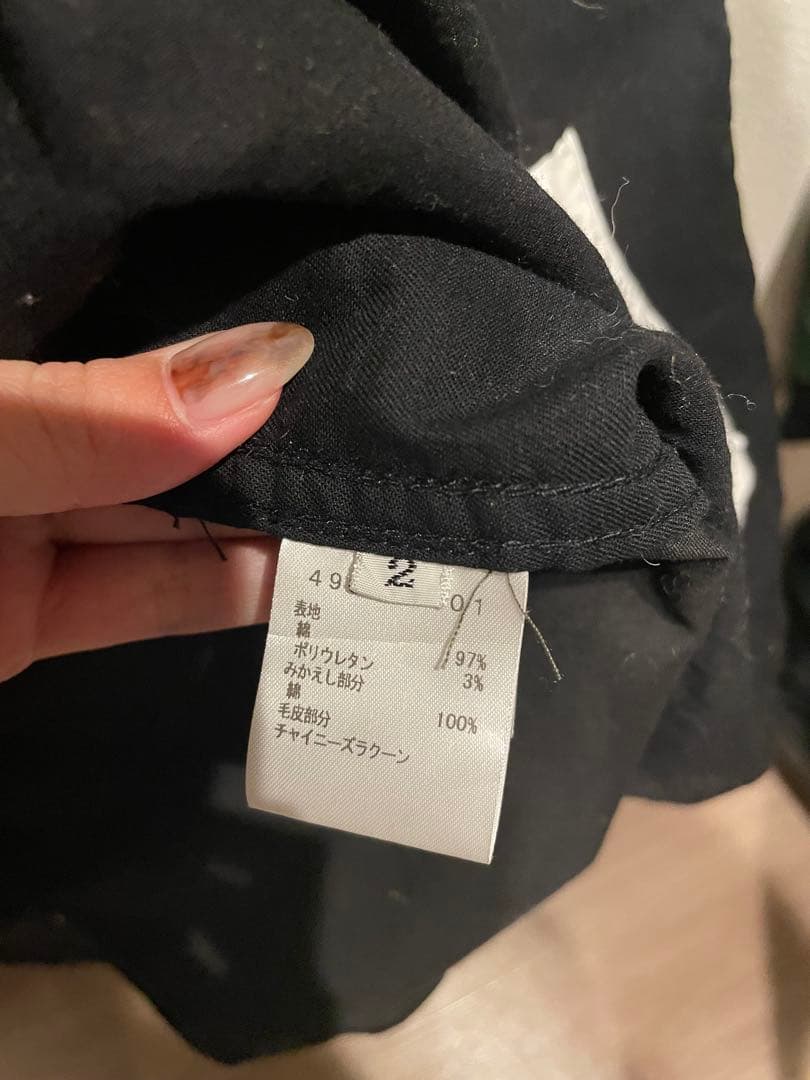 2
49 01
表地
綿 97%
ポリウレタン 3%
みかえし部分
綿 100%
毛皮部分
チャイニーズラクーン